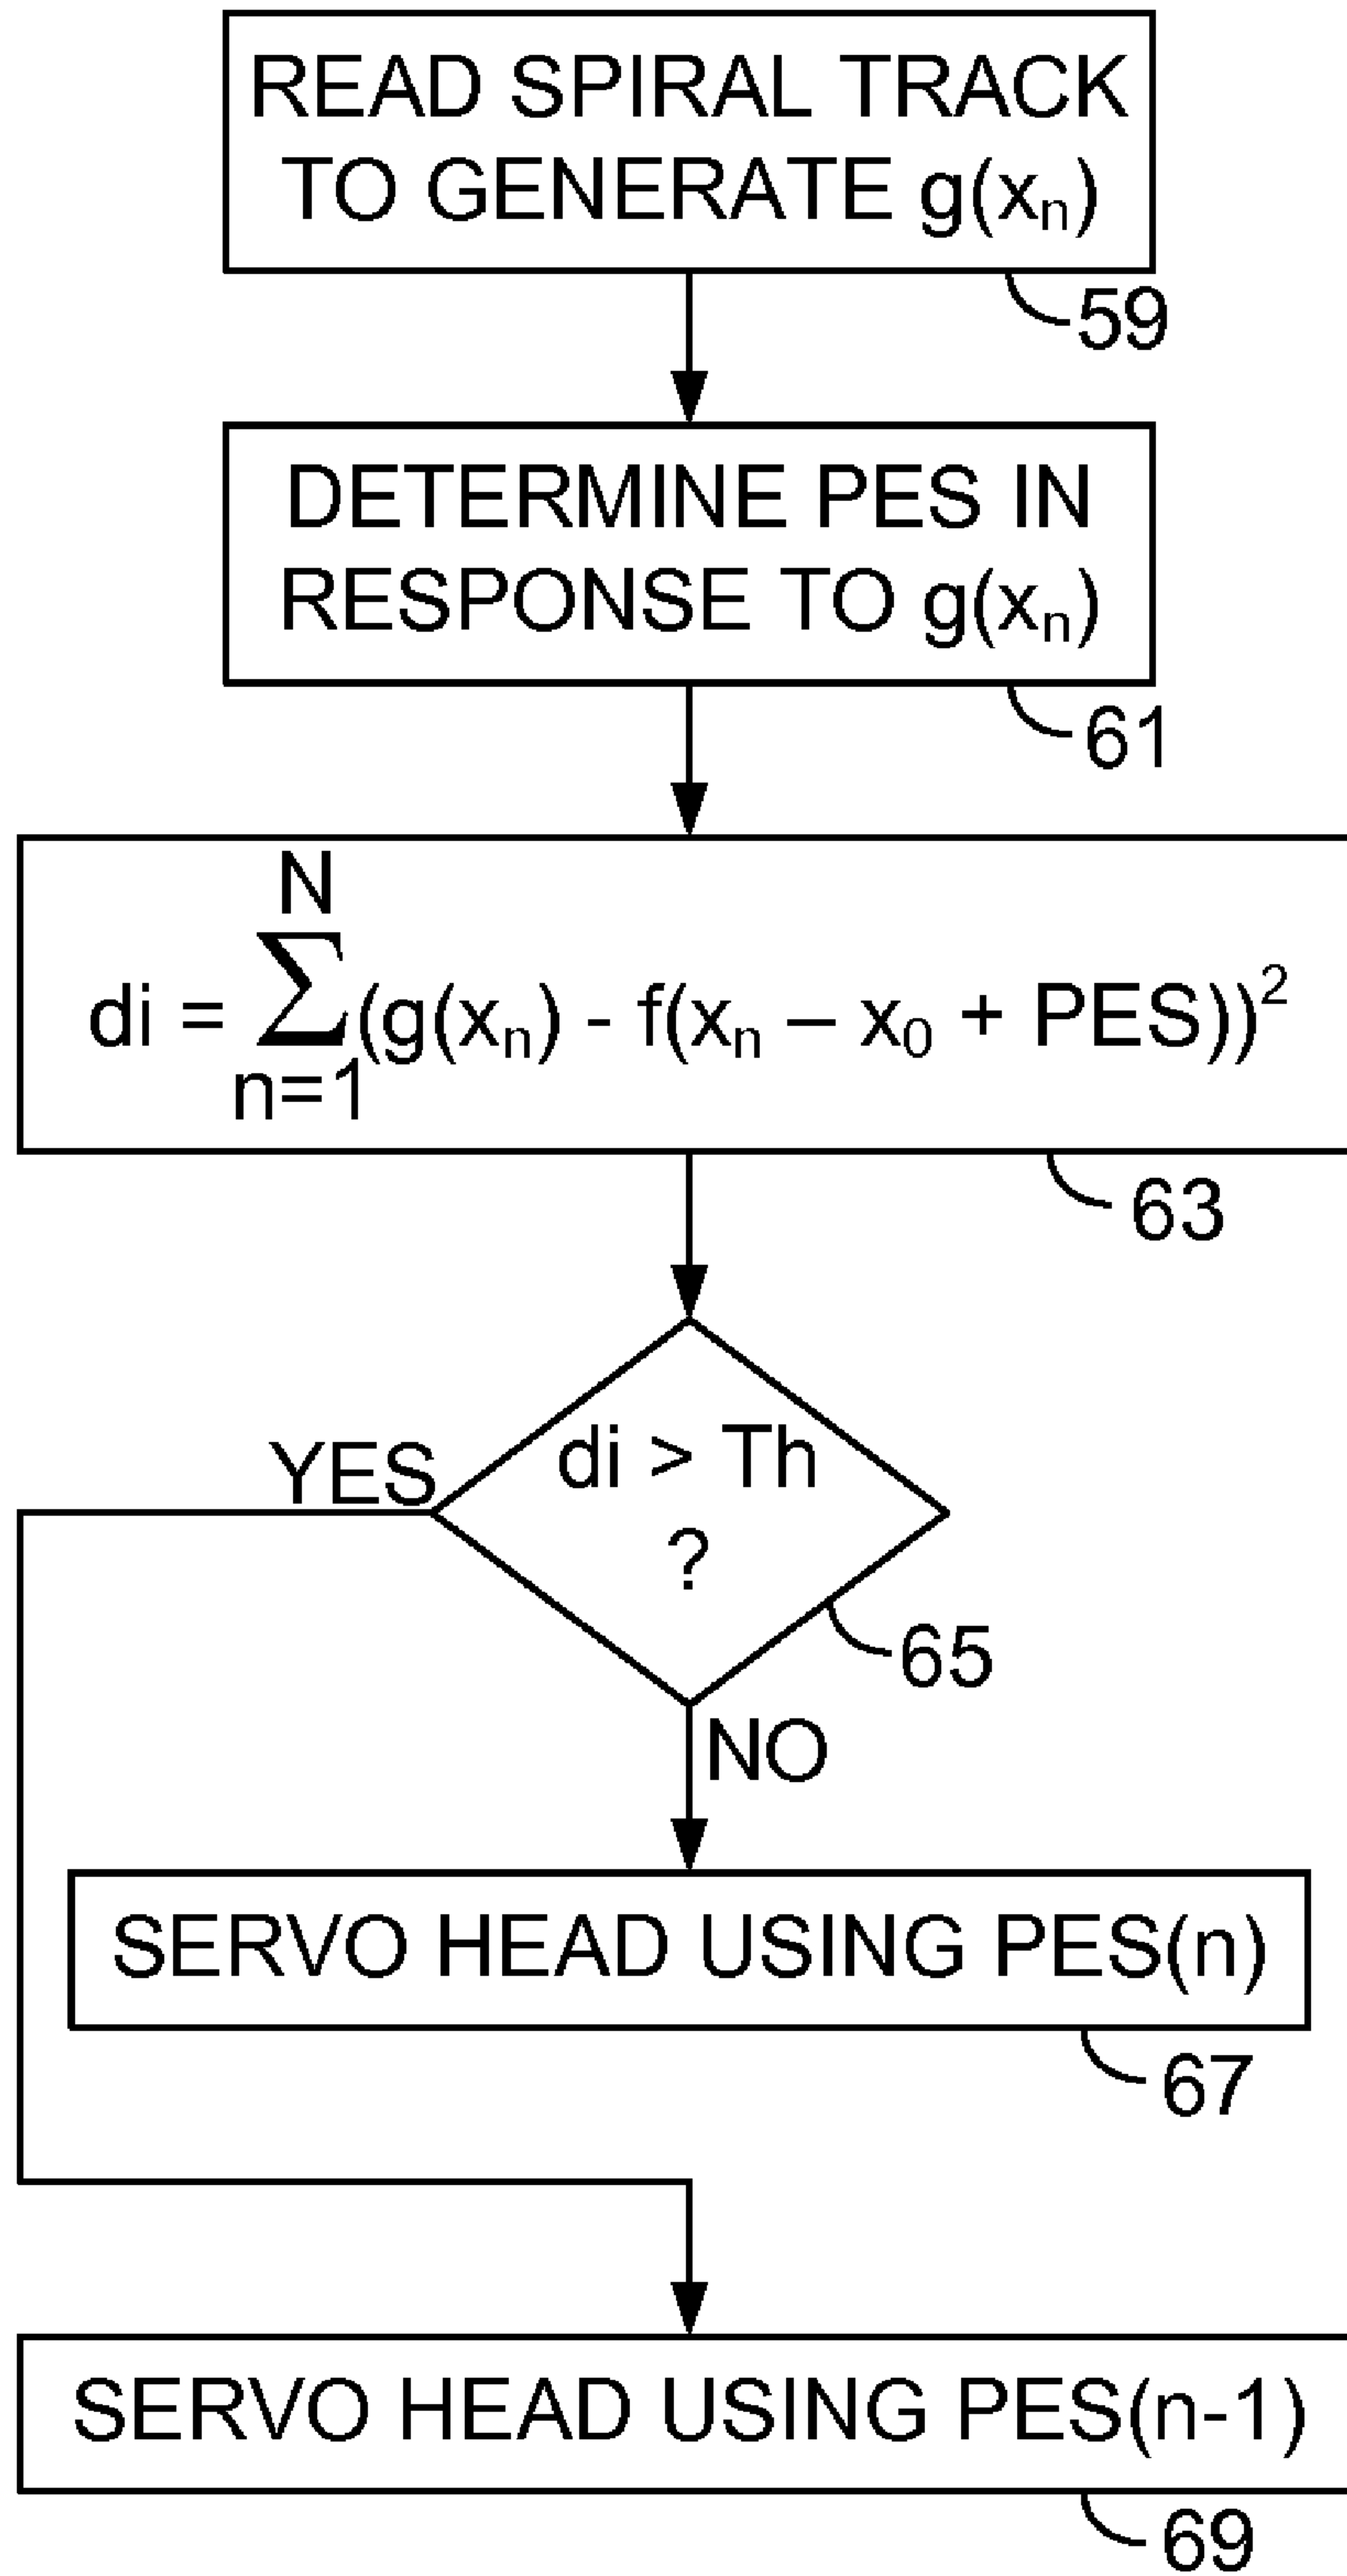 READ SPIRAL TRACK
TO GENERATE g(xₙ)
59
DETERMINE PES IN
RESPONSE TO g(xₙ)
61
N
di = Σ(g(xₙ) - f(xₙ – x₀ + PES))²
n=1
63
di > Th
?
YES
65
NO
SERVO HEAD USING PES(n)
67
SERVO HEAD USING PES(n-1)
69